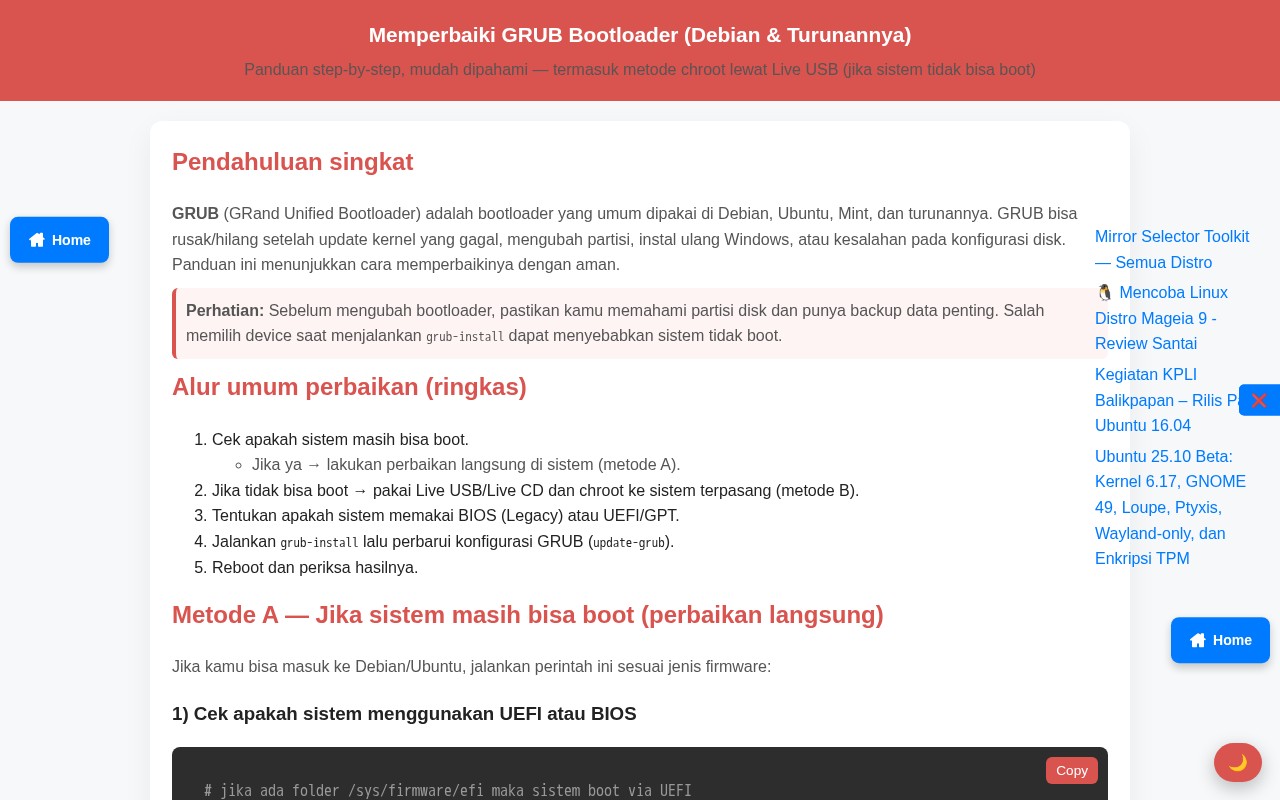 Memperbaiki GRUB Bootloader (Debian & Turunannya)
Panduan step-by-step, mudah dipahami — termasuk metode chroot lewat Live USB (jika sistem tidak bisa boot)
Pendahuluan singkat
GRUB (GRand Unified Bootloader) adalah bootloader yang umum dipakai di Debian, Ubuntu, Mint, dan turunannya. GRUB bisa
rusak/hilang setelah update kernel yang gagal, mengubah partisi, instal ulang Windows, atau kesalahan pada konfigurasi disk.
Panduan ini menunjukkan cara memperbaikinya dengan aman.
Perhatian: Sebelum mengubah bootloader, pastikan kamu memahami partisi disk dan punya backup data penting. Salah
memilih device saat menjalankan grub-install dapat menyebabkan sistem tidak boot.
Alur umum perbaikan (ringkas)
1. Cek apakah sistem masih bisa boot.
Jika ya → lakukan perbaikan langsung di sistem (metode A).
2. Jika tidak bisa boot → pakai Live USB/Live CD dan chroot ke sistem terpasang (metode B).
3. Tentukan apakah sistem memakai BIOS (Legacy) atau UEFI/GPT.
4. Jalankan grub-install lalu perbarui konfigurasi GRUB (update-grub).
5. Reboot dan periksa hasilnya.
Metode A — Jika sistem masih bisa boot (perbaikan langsung)
Jika kamu bisa masuk ke Debian/Ubuntu, jalankan perintah ini sesuai jenis firmware:
1) Cek apakah sistem menggunakan UEFI atau BIOS
Copy
# jika ada folder /sys/firmware/efi maka sistem boot via UEFI
Home
Mirror Selector Toolkit
— Semua Distro
🐧 Mencoba Linux
Distro Mageia 9 -
Review Santai
Kegiatan KPLI
Balikpapan – Rilis
Ubuntu 16.04
Ubuntu 25.10 Beta:
Kernel 6.17, GNOME
49, Loupe, Ptyxis,
Wayland-only, dan
Enkripsi TPM
Home